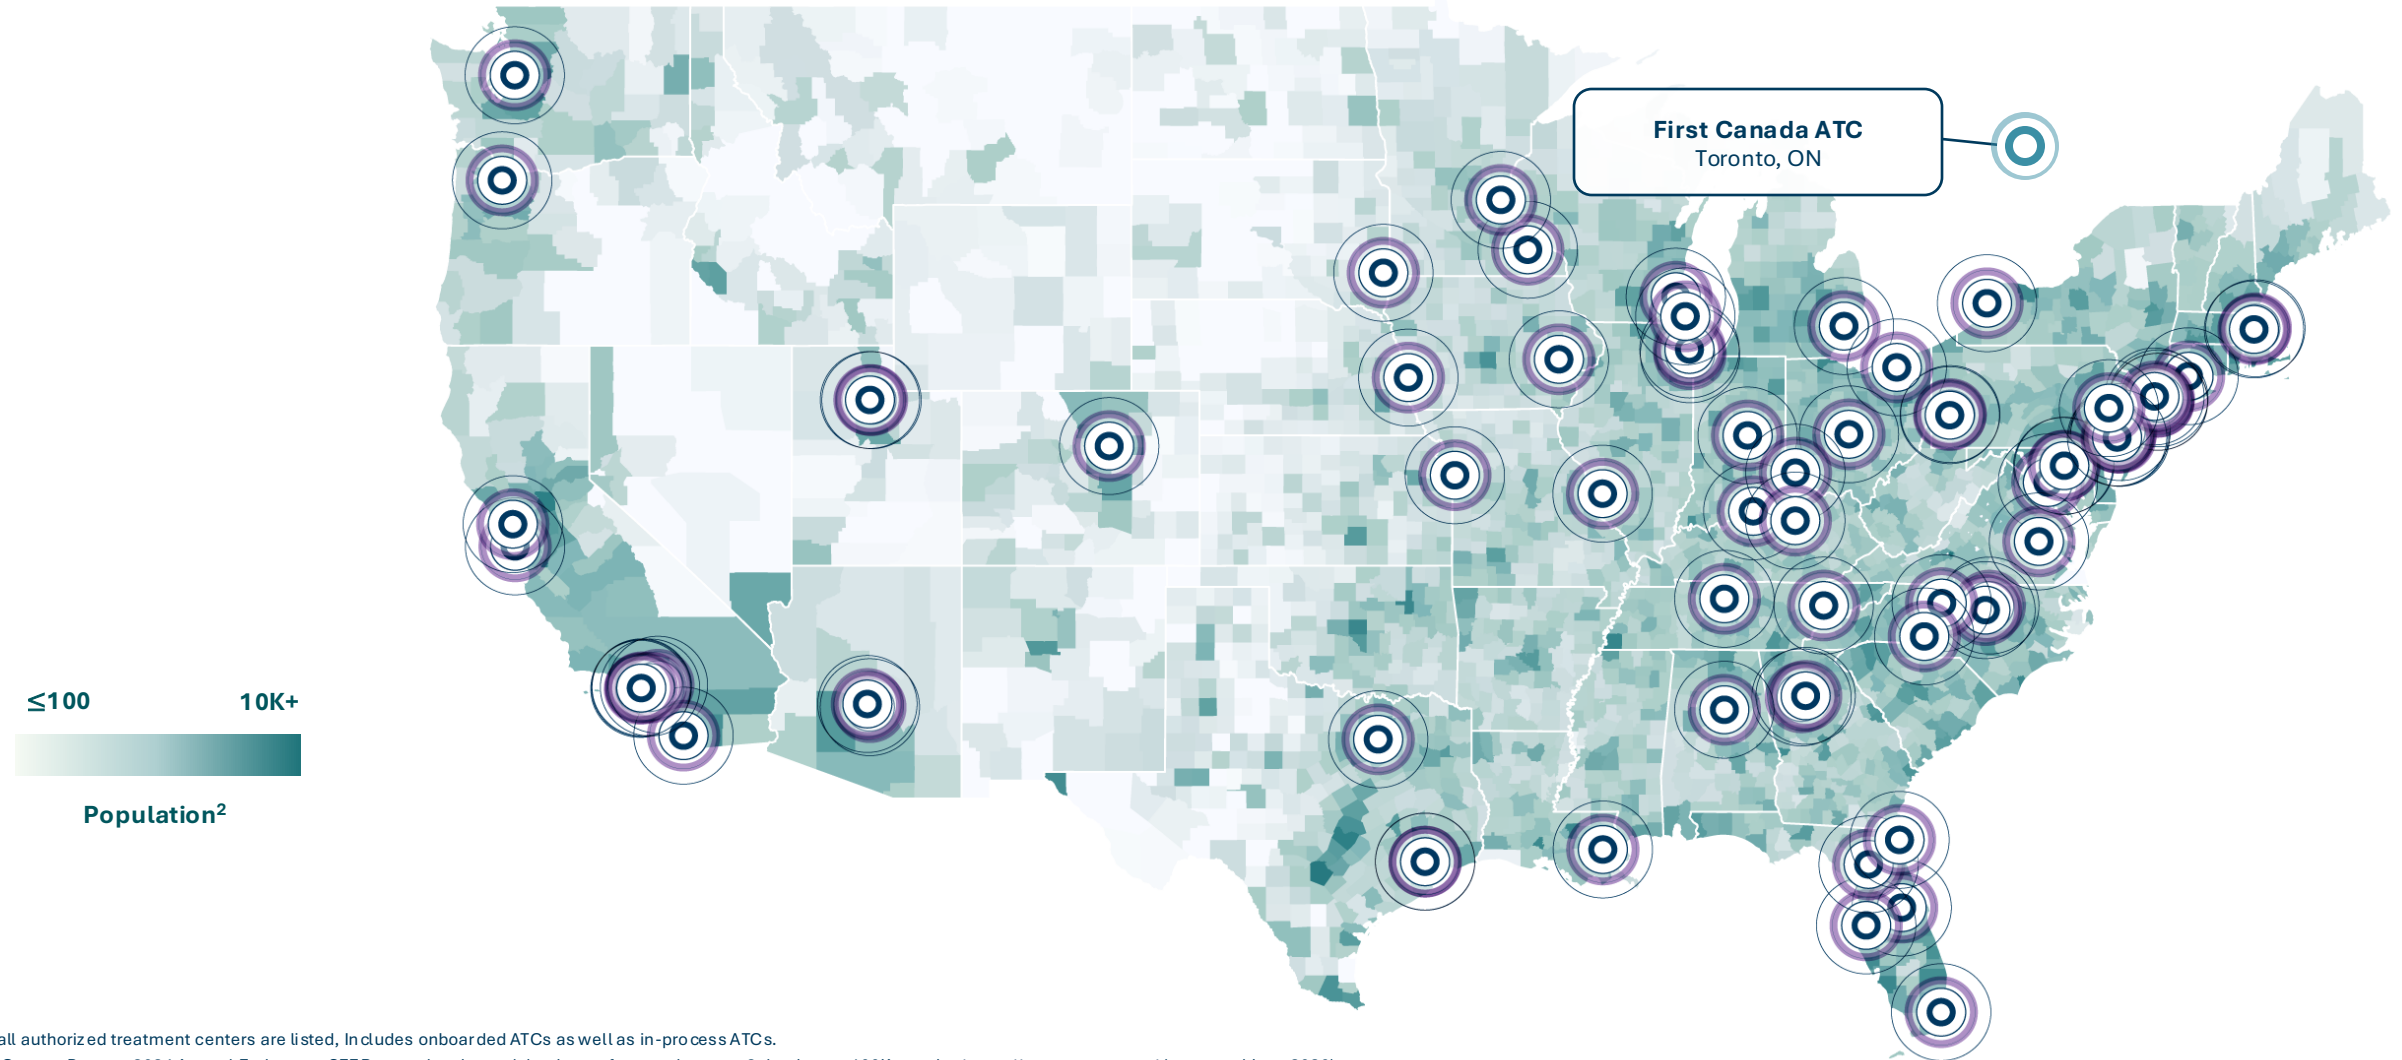 First Canada ATC
Toronto, ON
≤100 10K+
Population²
all authorized treatment centers are listed, Includes onboarded ATCs as well as in-process ATCs.